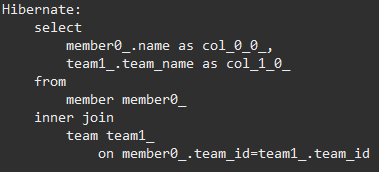 Hibernate:
    select
        member0_.name as col_0_0_,
        team1_.team_name as col_1_0_
    from
        member member0_
    inner join
        team team1_
            on member0_.team_id=team1_.team_id